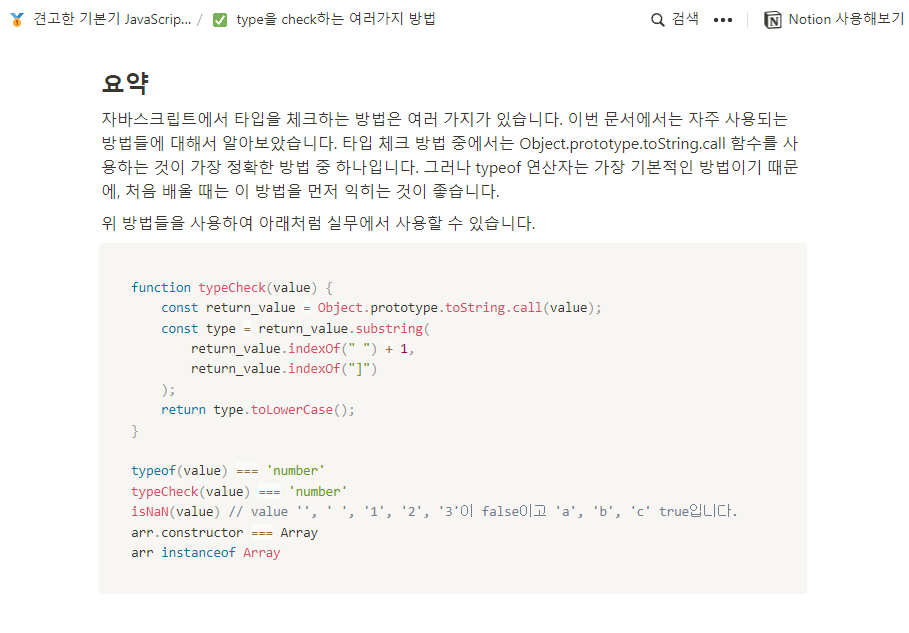 견고한 기본기 JavaScrip... / type을 check하는 여러가지 방법 검색 Notion 사용해보기
요약
자바스크립트에서 타입을 체크하는 방법은 여러 가지가 있습니다. 이번 문서에서는 자주 사용되는
방법들에 대해서 알아보았습니다. 타입 체크 방법 중에서는 Object.prototype.toString.call 함수를 사
용하는 것이 가장 정확한 방법 중 하나입니다. 그러나 typeof 연산자는 가장 기본적인 방법이기 때문
에, 처음 배울 때는 이 방법을 먼저 익히는 것이 좋습니다.
위 방법들을 사용하여 아래처럼 실무에서 사용할 수 있습니다.
function typeCheck(value) {
    const return_value = Object.prototype.toString.call(value);
    const type = return_value.substring(
        return_value.indexOf(" ") + 1,
        return_value.indexOf("]")
    );
    return type.toLowerCase();
}
typeof(value) === 'number'
typeCheck(value) === 'number'
isNaN(value) // value '', ' ', '1', '2', '3'이 false이고 'a', 'b', 'c' true입니다.
arr.constructor === Array
arr instanceof Array